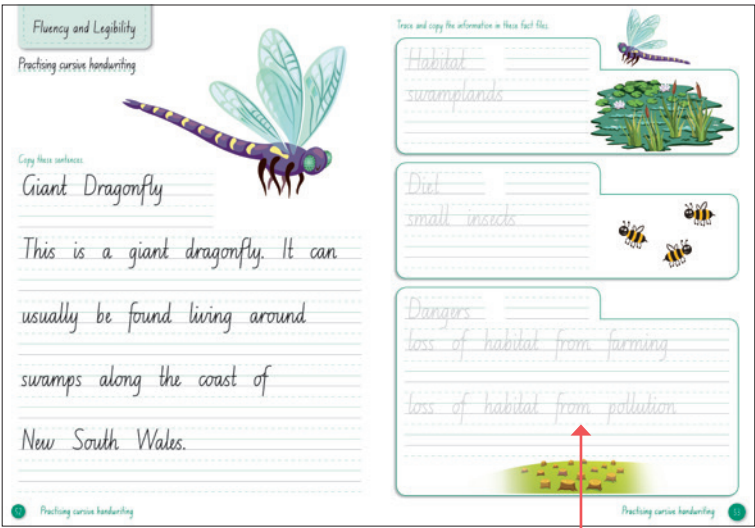 Fluency and Legibility
Practising cursive handwriting
Copy these sentences.
Giant Dragonfly
This is a giant dragonfly. It can
usually be found living around
swamps along the coast of
New South Wales.
52 Practising cursive handwriting
Trace and copy the information in these fact files.
Habitat
swamplands
Diet
small insects
Dangers
loss of habitat from farming
loss of habitat from pollution
Practising cursive handwriting 53